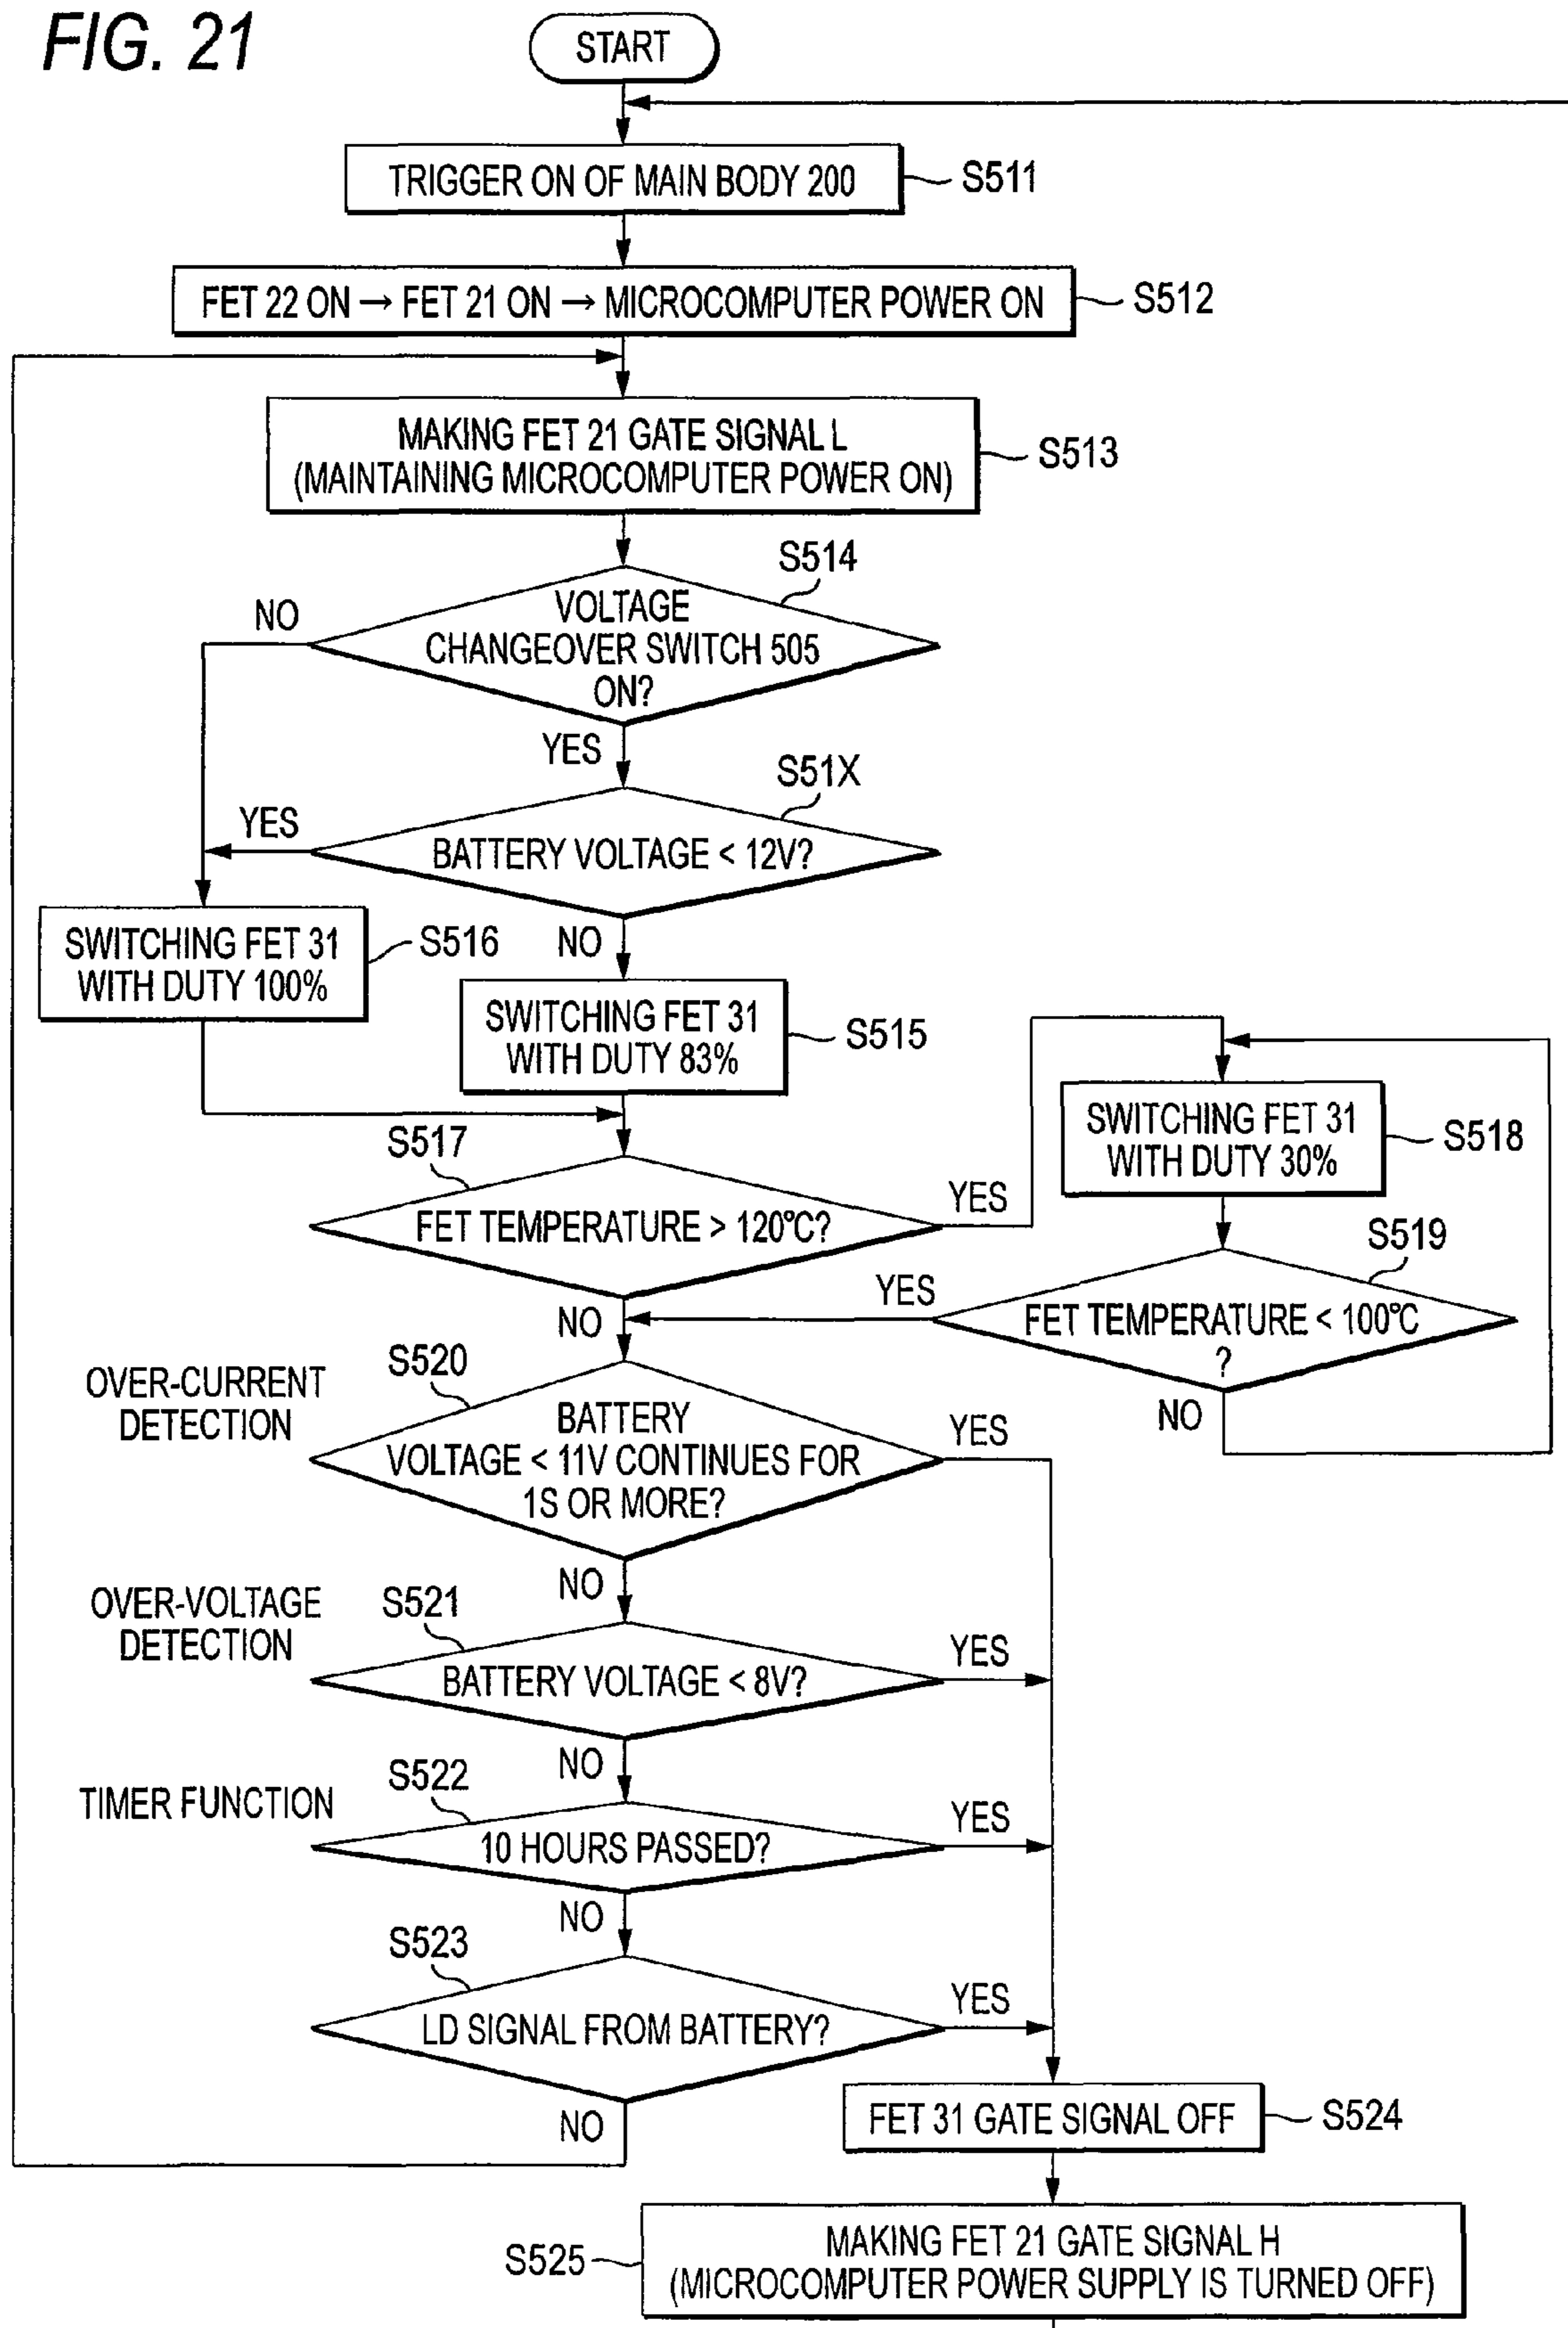 FIG. 21
START
TRIGGER ON OF MAIN BODY 200
S511
FET 22 ON → FET 21 ON → MICROCOMPUTER POWER ON
S512
MAKING FET 21 GATE SIGNAL L
(MAINTAINING MICROCOMPUTER POWER ON)
S513
S514
NO
VOLTAGE
CHANGEOVER SWITCH 505
ON?
YES
S51X
YES
BATTERY VOLTAGE < 12V?
SWITCHING FET 31
WITH DUTY 100%
S516
NO
SWITCHING FET 31
WITH DUTY 83%
S515
SWITCHING FET 31
WITH DUTY 30%
S518
S517
FET TEMPERATURE > 120°C?
YES
S519
YES
FET TEMPERATURE < 100°C
?
NO
NO
OVER-CURRENT
DETECTION
S520
BATTERY
VOLTAGE < 11V CONTINUES FOR
1S OR MORE?
YES
NO
OVER-VOLTAGE
DETECTION
S521
BATTERY VOLTAGE < 8V?
YES
NO
TIMER FUNCTION
S522
10 HOURS PASSED?
YES
NO
S523
LD SIGNAL FROM BATTERY?
YES
NO
FET 31 GATE SIGNAL OFF
S524
S525
MAKING FET 21 GATE SIGNAL H
(MICROCOMPUTER POWER SUPPLY IS TURNED OFF)